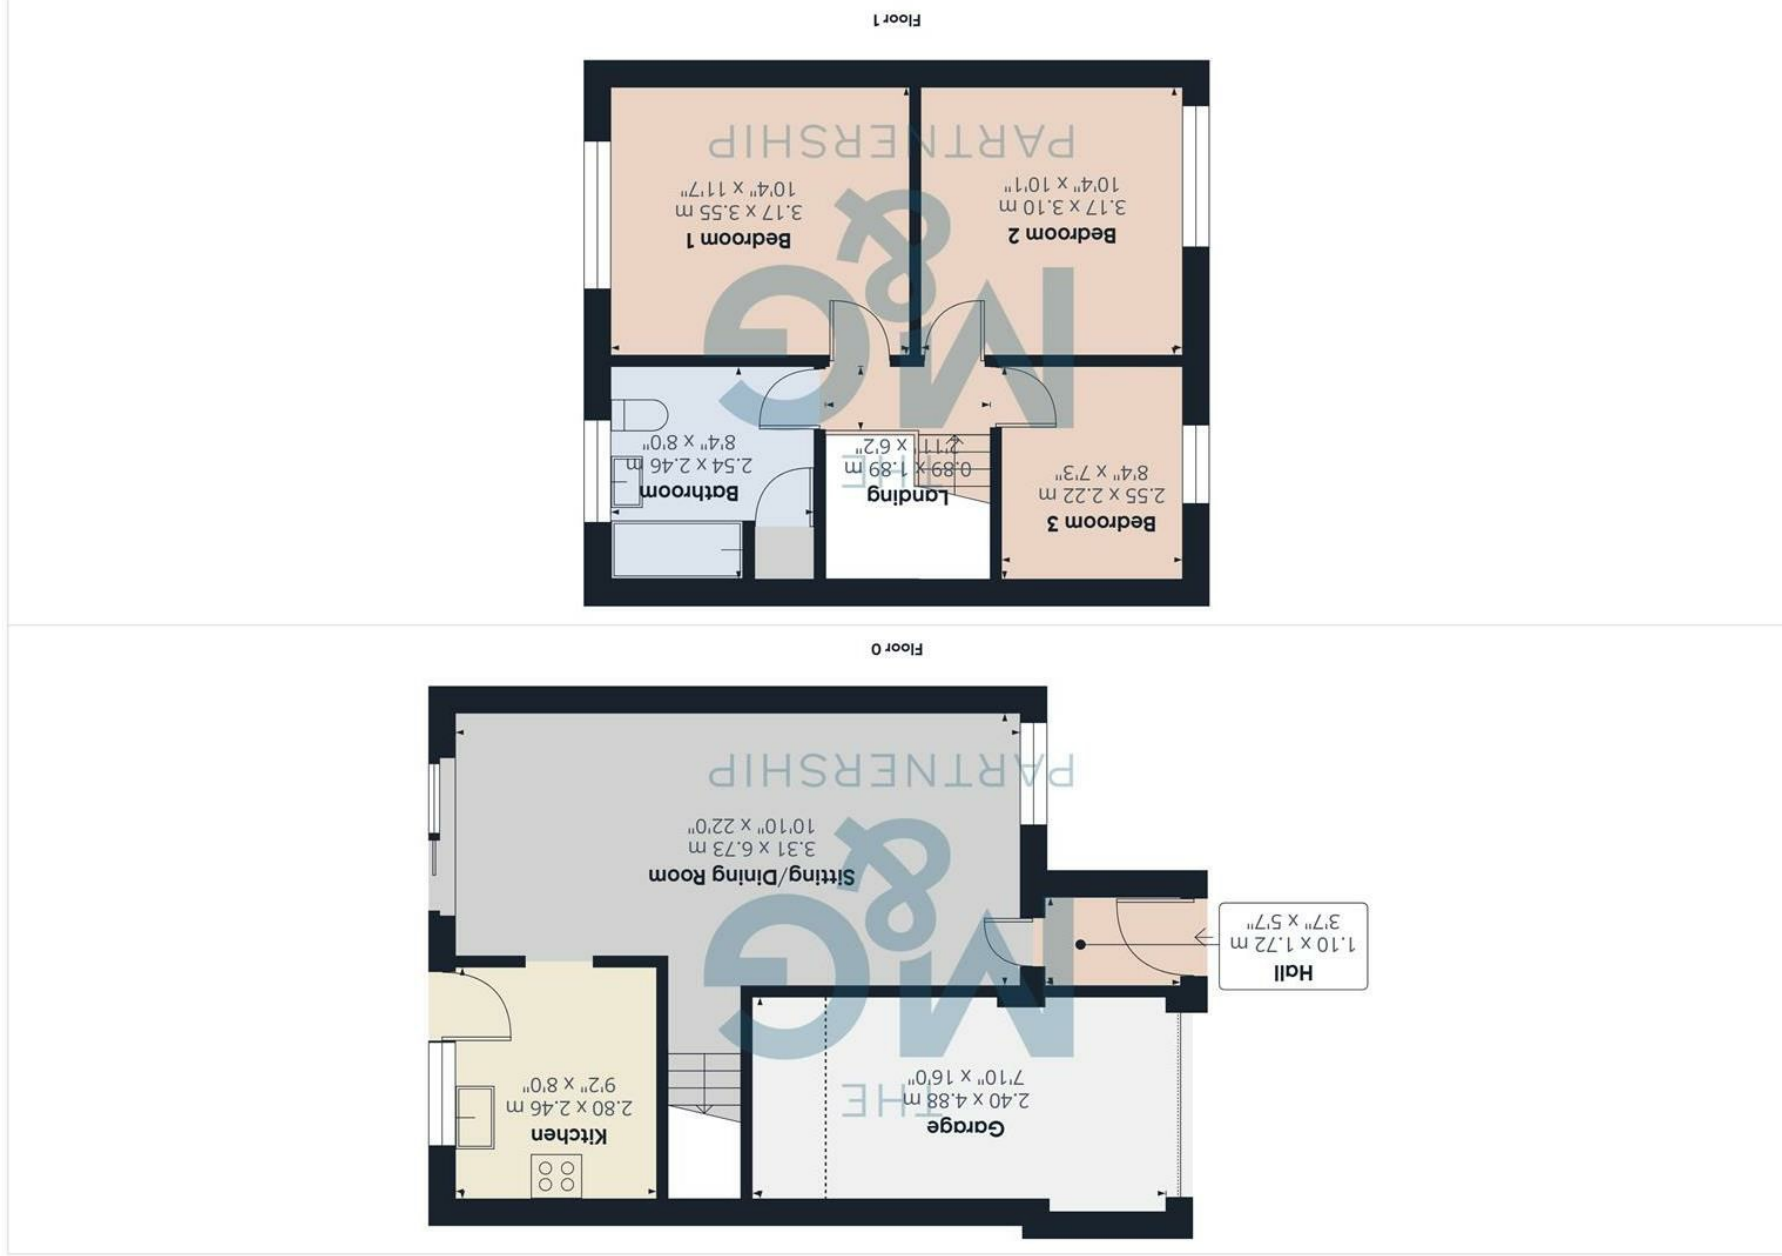 Floor 0
Hall
1.10 x 1.72 m
3'7" x 5'7"
Garage
2.40 x 4.88 m
7'10" x 16'0"
Kitchen
2.80 x 2.46 m
9'2" x 8'0"
Sitting/Dining Room
3.31 x 6.73 m
10'10" x 22'0"
THE
M&G
PARTNERSHIP
Floor 1
Bedroom 3
2.55 x 2.22 m
8'4" x 7'3"
Landing
0.89 x 1.89 m
2'11" x 6'2"
Bathroom
2.54 x 2.46 m
8'4" x 8'0"
Bedroom 2
3.17 x 3.10 m
10'4" x 10'1"
Bedroom 1
3.17 x 3.55 m
10'4" x 11'7"
THE
M&G
PARTNERSHIP